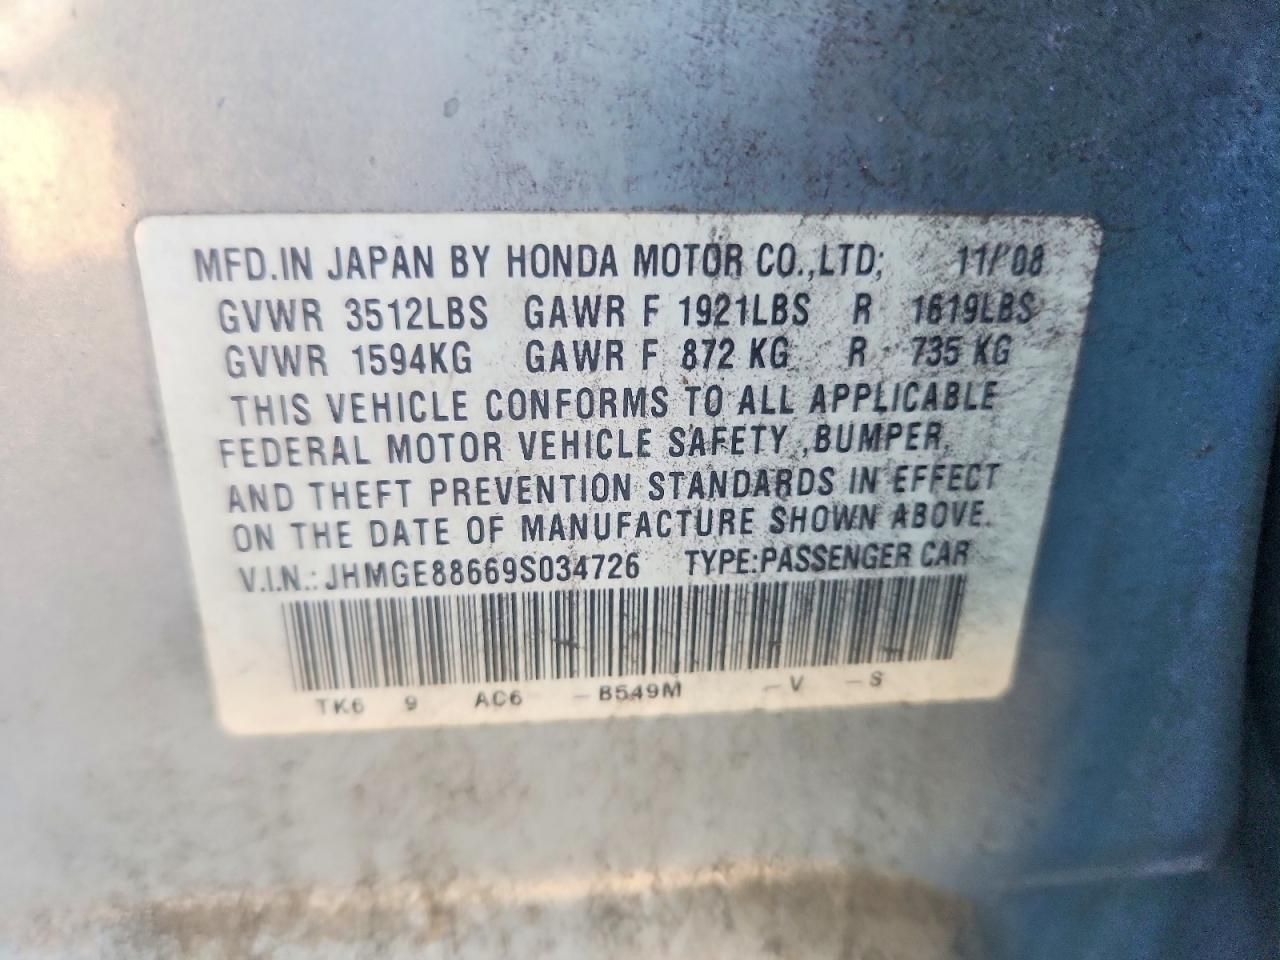 MFD.IN JAPAN BY HONDA MOTOR CO.,LTD; 11/'08
GVWR 3512LBS GAWR F 1921LBS R 1619LBS
GVWR 1594KG GAWR F 872 KG R 735 KG
THIS VEHICLE CONFORMS TO ALL APPLICABLE
FEDERAL MOTOR VEHICLE SAFETY ,BUMPER,
AND THEFT PREVENTION STANDARDS IN EFFECT
ON THE DATE OF MANUFACTURE SHOWN ABOVE.
V.I.N.: JHMGE88669S034726 TYPE:PASSENGER CAR
TK6 9 AC6 -B549M -V -S